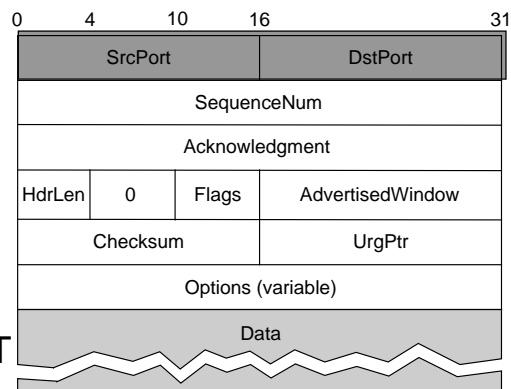 0 4 10 16 31
SrcPort DstPort
SequenceNum
Acknowledgment
HdrLen 0 Flags AdvertisedWindow
Checksum UrgPtr
Options (variable)
Data
T